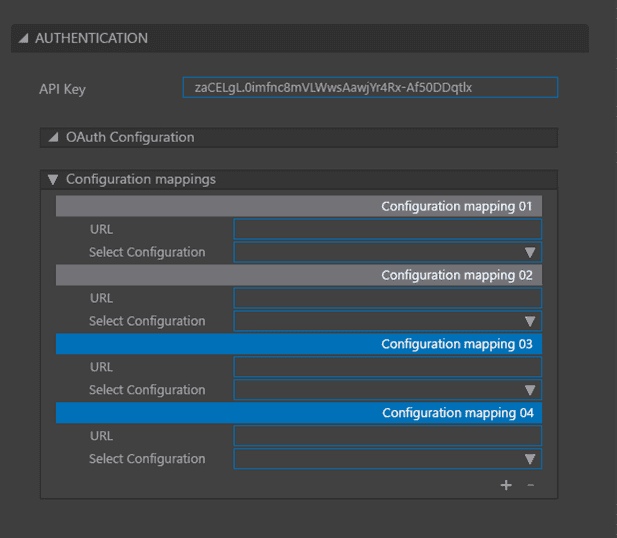 AUTHENTICATION
API Key zaCELgL.0imfnc8mVLWwsAawjYr4Rx-Af50DDqtlx
OAuth Configuration
Configuration mappings
Configuration mapping 01
URL
Select Configuration
Configuration mapping 02
URL
Select Configuration
Configuration mapping 03
URL
Select Configuration
Configuration mapping 04
URL
Select Configuration
+ -